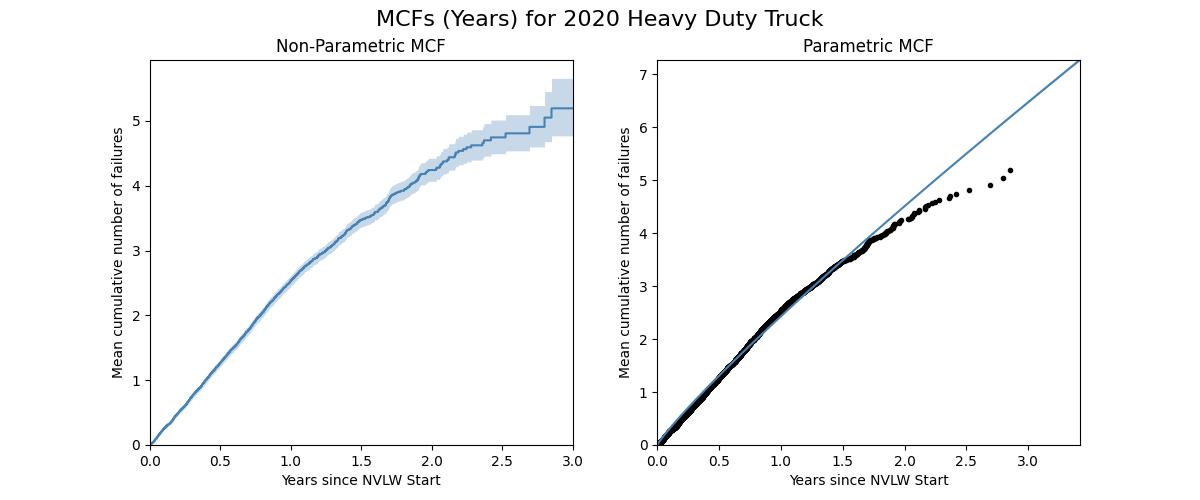 MCFs (Years) for 2020 Heavy Duty Truck
Non-Parametric MCF
Mean cumulative number of failures
5
4
3
2
1
0
0.0 0.5 1.0 1.5 2.0 2.5 3.0
Years since NVLW Start
Parametric MCF
Mean cumulative number of failures
7
6
5
4
3
2
1
0
0.0 0.5 1.0 1.5 2.0 2.5 3.0
Years since NVLW Start